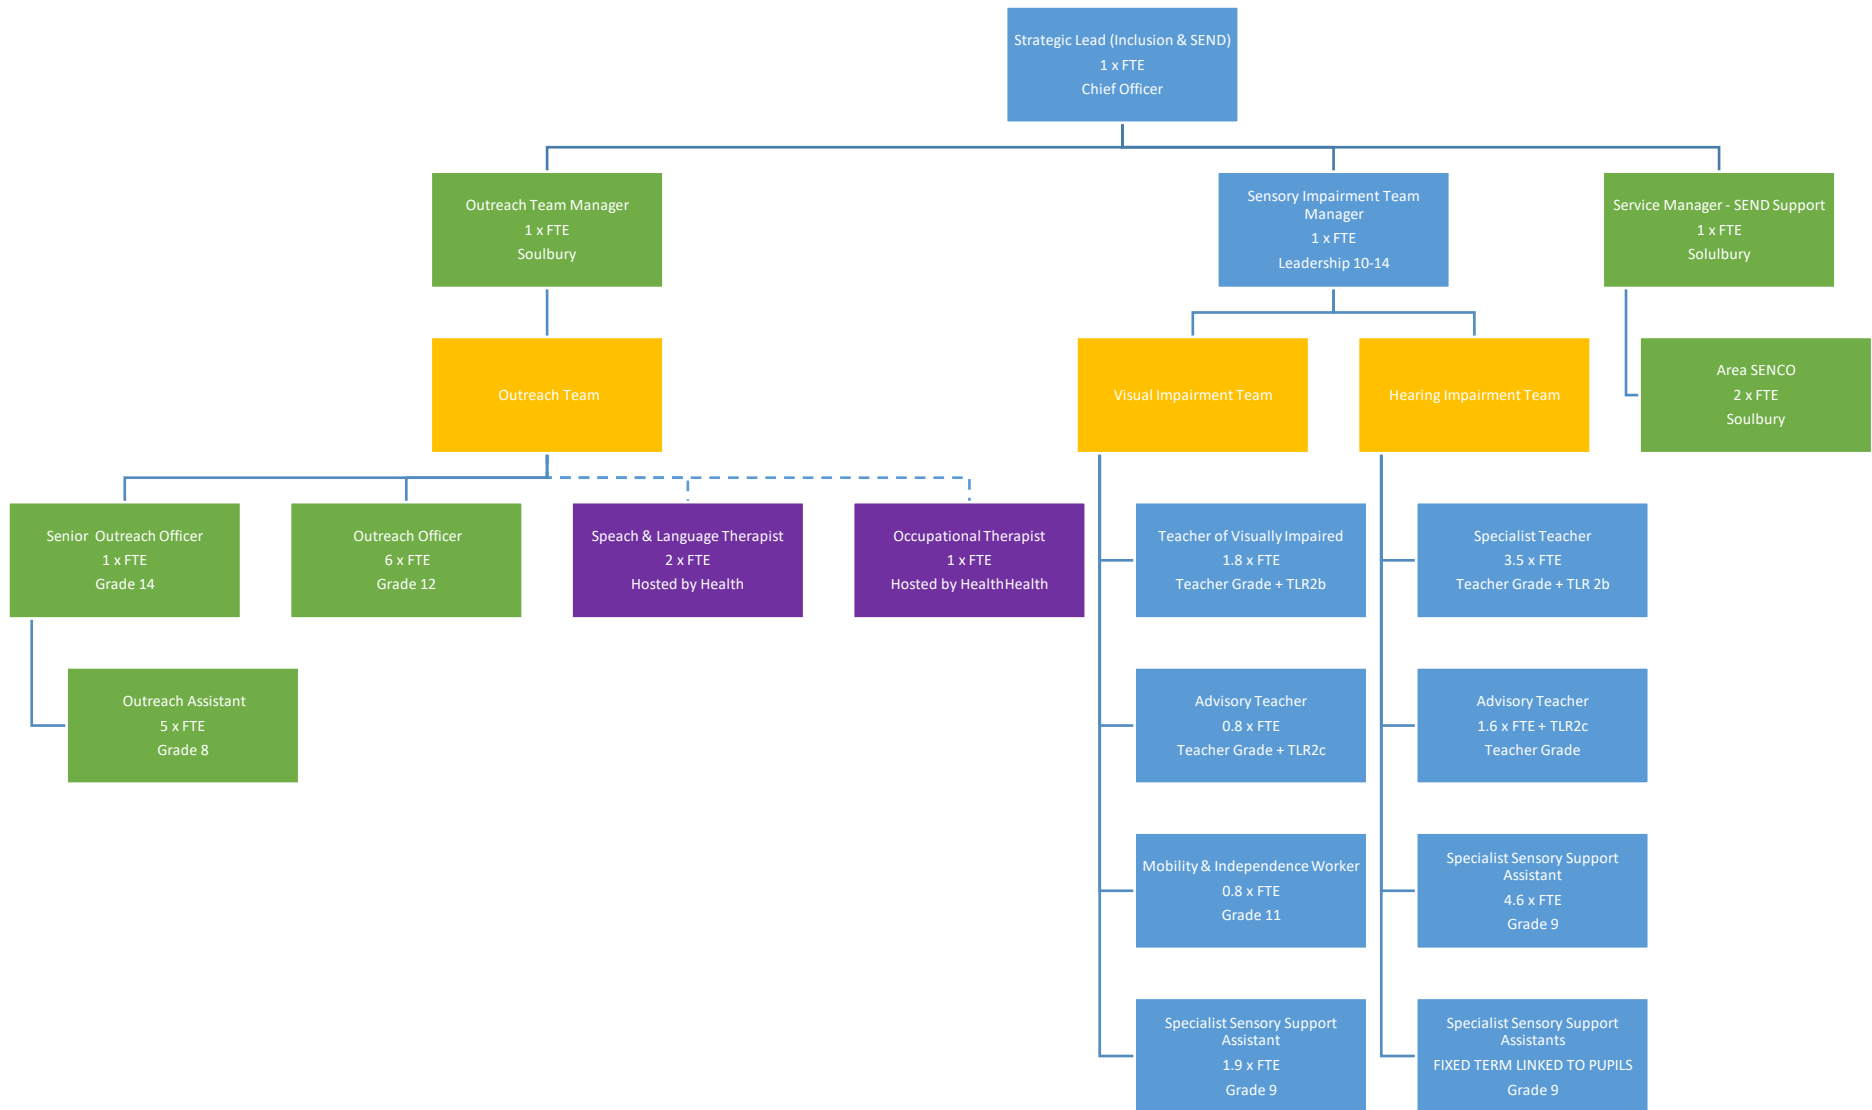 Strategic Lead (Inclusion & SEND)
1 x FTE
Chief Officer
Outreach Team Manager
1 x FTE
Soulbury
Sensory Impairment Team
Manager
1 x FTE
Leadership 10-14
Service Manager - SEND Support
1 x FTE
Solulbury
Outreach Team
Visual Impairment Team
Hearing Impairment Team
Area SENCO
2 x FTE
Soulbury
Senior Outreach Officer
1 x FTE
Grade 14
Outreach Officer
6 x FTE
Grade 12
Speach & Language Therapist
2 x FTE
Hosted by Health
Occupational Therapist
1 x FTE
Hosted by HealthHealth
Teacher of Visually Impaired
1.8 x FTE
Teacher Grade + TLR2b
Specialist Teacher
3.5 x FTE
Teacher Grade + TLR 2b
Outreach Assistant
5 x FTE
Grade 8
Advisory Teacher
0.8 x FTE
Teacher Grade + TLR2c
Advisory Teacher
1.6 x FTE + TLR2c
Teacher Grade
Mobility & Independence Worker
0.8 x FTE
Grade 11
Specialist Sensory Support
Assistant
4.6 x FTE
Grade 9
Specialist Sensory Support
Assistant
1.9 x FTE
Grade 9
Specialist Sensory Support
Assistants
FIXED TERM LINKED TO PUPILS
Grade 9